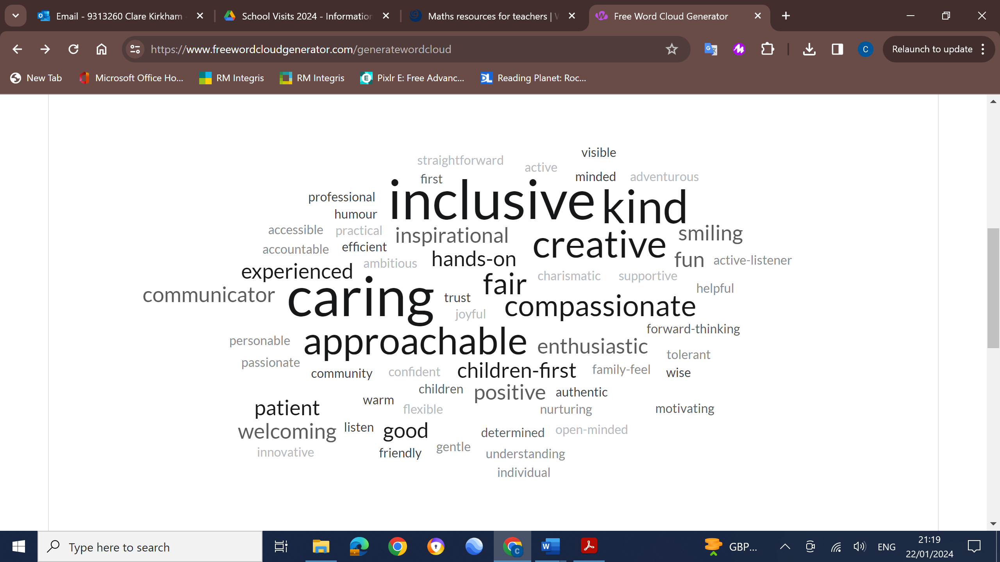 Email - 9313260 Clare Kirkham
School Visits 2024 - Information
Maths resources for teachers |
Free Word Cloud Generator
https://www.freewordcloudgenerator.com/generatewordcloud
C
Relaunch to update
New Tab
Microsoft Office Ho...
RM Integris
RM Integris
Pixlr E: Free Advanc...
Reading Planet: Roc...
visible
straightforward
active
first
minded
adventurous
professional
inclusive
kind
humour
accessible
practical
inspirational
creative
smiling
accountable
efficient
ambitious
hands-on
fun
active-listener
experienced
charismatic
supportive
communicator
caring
trust
fair
helpful
joyful
compassionate
forward-thinking
personable
approachable
enthusiastic
tolerant
passionate
community
confident
children-first
family-feel
wise
children
positive
authentic
warm
patient
flexible
nurturing
motivating
welcoming
listen
good
determined
open-minded
innovative
friendly
gentle
understanding
individual
Type here to search
GBP...
ENG
21:19
22/01/2024